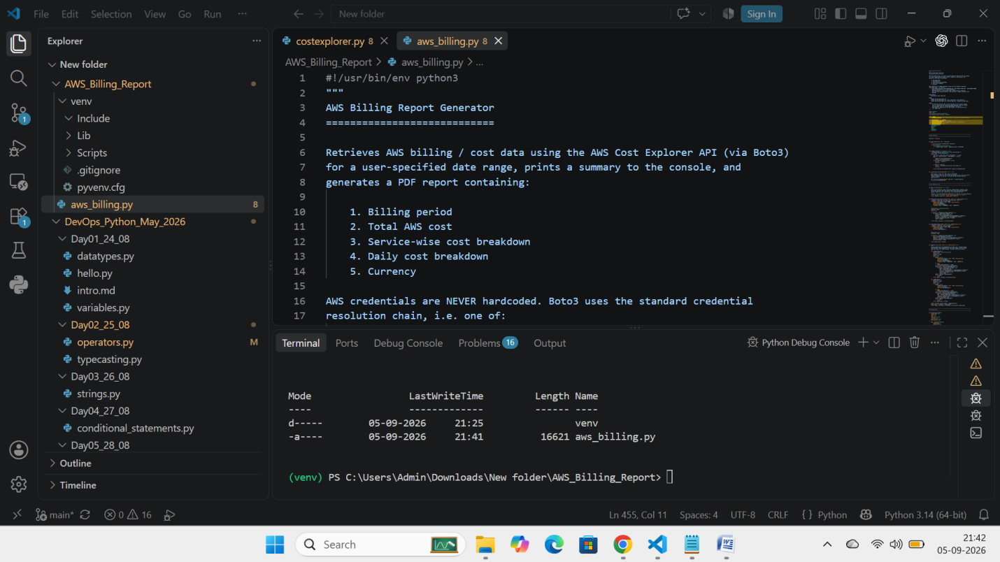 File Edit Selection View Go Run ··· New folder Sign In
Explorer ···
New folder
AWS_Billing_Report
venv
Include
Lib
Scripts
.gitignore
pyvenv.cfg
aws_billing.py 8
DevOps_Python_May_2026
Day01_24_08
datatypes.py
hello.py
intro.md
variables.py
Day02_25_08
operators.py M
typecasting.py
Day03_26_08
strings.py
Day04_27_08
conditional_statements.py
Day05_28_08
Outline
Timeline
1
1
costexplorer.py 8 aws_billing.py 8
AWS_Billing_Report > aws_billing.py > ...
1 #!/usr/bin/env python3
2 """
3 AWS Billing Report Generator
4 ============================
5
6 Retrieves AWS billing / cost data using the AWS Cost Explorer API (via Boto3)
7 for a user-specified date range, prints a summary to the console, and
8 generates a PDF report containing:
9
10 1. Billing period
11 2. Total AWS cost
12 3. Service-wise cost breakdown
13 4. Daily cost breakdown
14 5. Currency
15
16 AWS credentials are NEVER hardcoded. Boto3 uses the standard credential
17 resolution chain, i.e. one of:
Terminal Ports Debug Console Problems 16 Output Python Debug Console
Mode LastWriteTime Length Name
---- ------------- ------ ----
d----- 05-09-2026 21:25 venv
-a---- 05-09-2026 21:41 16621 aws_billing.py
(venv) PS C:\Users\Admin\Downloads\New folder\AWS_Billing_Report>
main* 0 16 Ln 455, Col 11 Spaces: 4 UTF-8 CRLF { } Python Python 3.14 (64-bit)
Search
21:42
05-09-2026